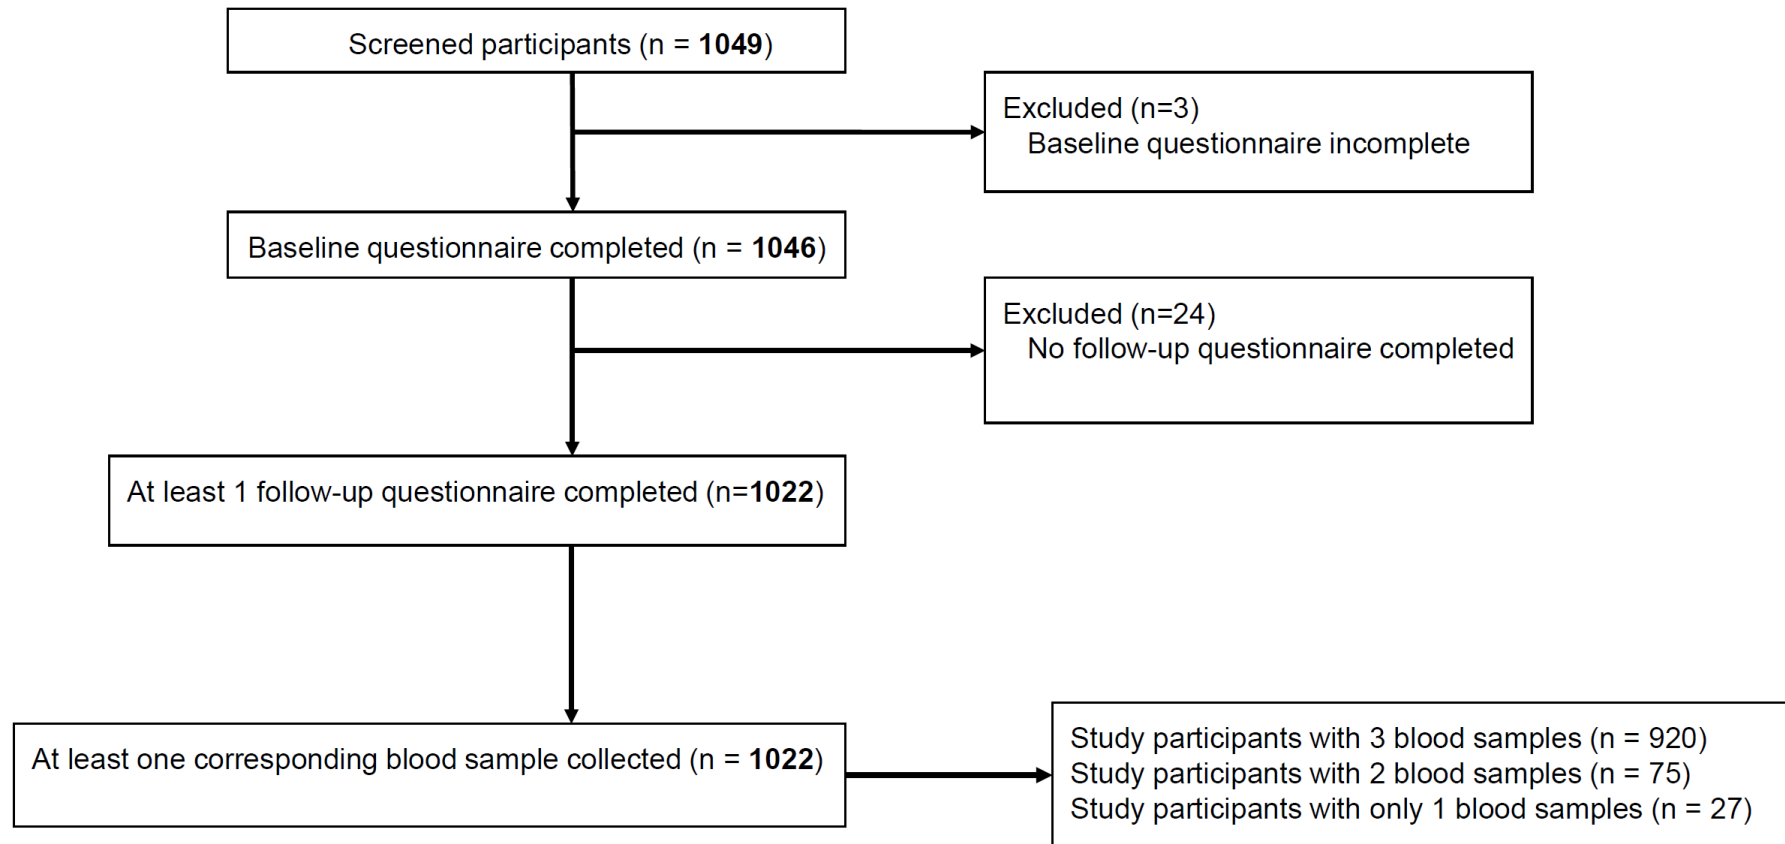 Screened participants (n = 1049)
Excluded (n=3)
Baseline questionnaire incomplete
Baseline questionnaire completed (n = 1046)
Excluded (n=24)
No follow-up questionnaire completed
At least 1 follow-up questionnaire completed (n=1022)
At least one corresponding blood sample collected (n = 1022)
Study participants with 3 blood samples (n = 920)
Study participants with 2 blood samples (n = 75)
Study participants with only 1 blood samples (n = 27)